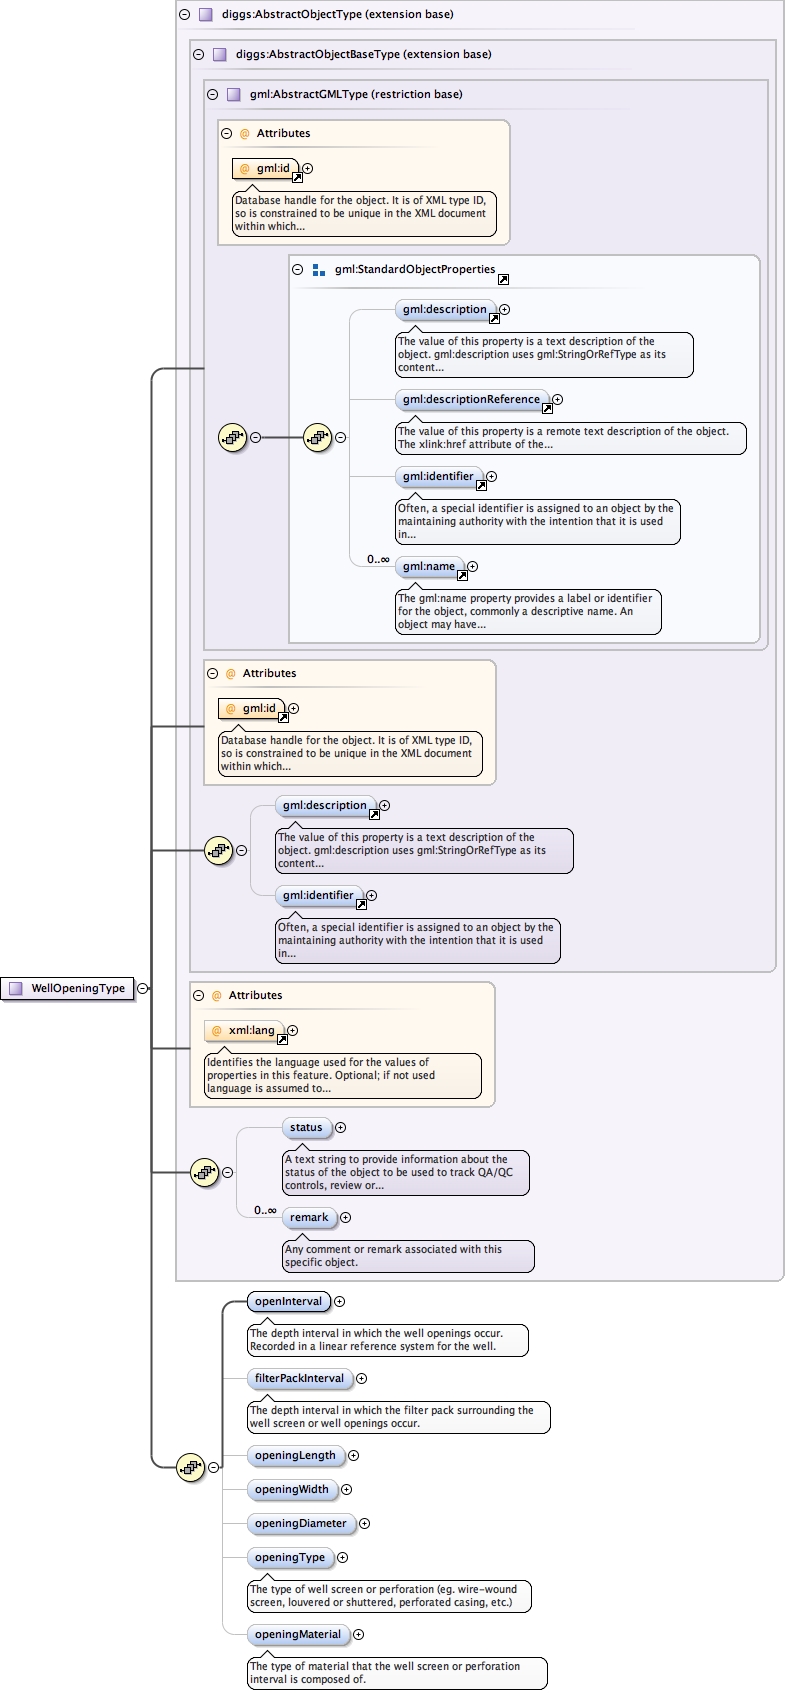 diggs:AbstractObjectType (extension base)
diggs:AbstractObjectBaseType (extension base)
gml:AbstractGMLType (restriction base)
@ Attributes
@ gml:id
Database handle for the object. It is of XML type ID,
so is constrained to be unique in the XML document
within which...
gml:StandardObjectProperties
gml:description
The value of this property is a text description of the
object. gml:description uses gml:StringOrRefType as its
content...
gml:descriptionReference
The value of this property is a remote text description of the object.
The xlink:href attribute of the...
gml:identifier
Often, a special identifier is assigned to an object by the
maintaining authority with the intention that it is used
in...
0..∞
gml:name
The gml:name property provides a label or identifier
for the object, commonly a descriptive name. An
object may have...
@ Attributes
@ gml:id
Database handle for the object. It is of XML type ID,
so is constrained to be unique in the XML document
within which...
gml:description
The value of this property is a text description of the
object. gml:description uses gml:StringOrRefType as its
content...
gml:identifier
Often, a special identifier is assigned to an object by the
maintaining authority with the intention that it is used
in...
WellOpeningType
@ Attributes
@ xml:lang
Identifies the language used for the values of
properties in this feature. Optional; if not used
language is assumed to...
status
A text string to provide information about the
status of the object to be used to track QA/QC
controls, review or...
0..∞
remark
Any comment or remark associated with this
specific object.
openInterval
The depth interval in which the well openings occur.
Recorded in a linear reference system for the well.
filterPackInterval
The depth interval in which the filter pack surrounding the
well screen or well openings occur.
openingLength
openingWidth
openingDiameter
openingType
The type of well screen or perforation (eg. wire-wound
screen, louvered or shuttered, perforated casing, etc.)
openingMaterial
The type of material that the well screen or perforation
interval is composed of.